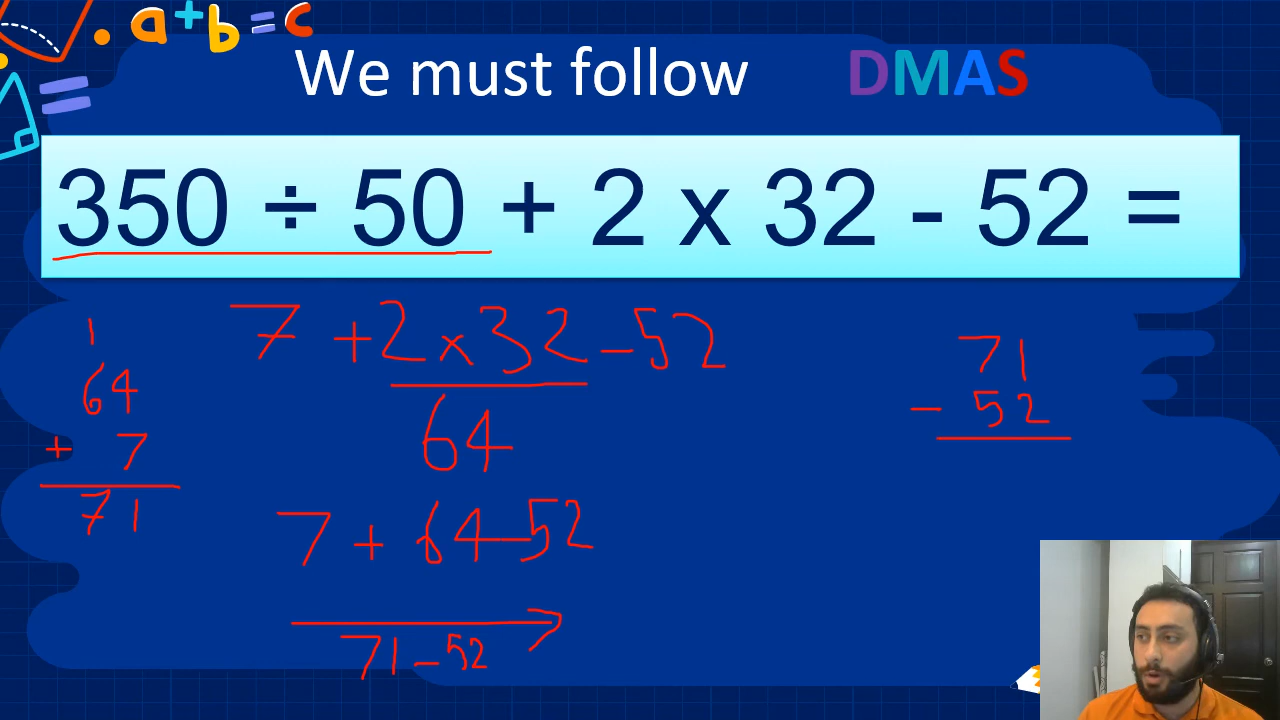 a+b=c
We must follow DMAS
350 ÷ 50 + 2 x 32 - 52 =
7 + 2 x 32 - 52
64
7 + 64 - 52
71 - 52
1
64
+ 7
71
71
- 52